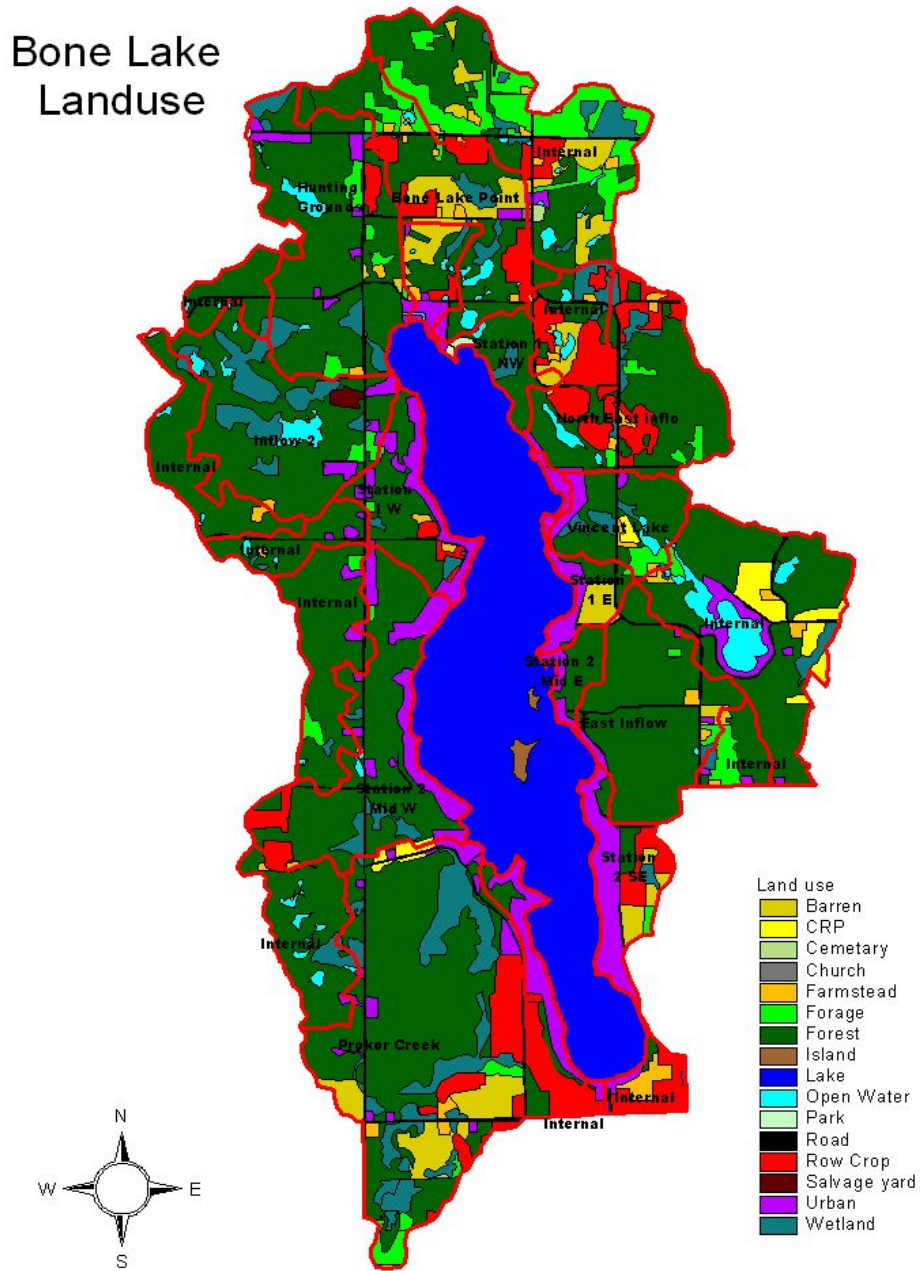 Bone Lake
Landuse
Internal
Hunting
Grounds
Bone Lake Point
Internal
Internal
Station 1
NW
North East Inflo
Inflow 2
Internal
Station
1 W
Vincent Lake
Internal
Station
1 E
Internal
Internal
Station 2
Mid E
East Inflow
Internal
Station 2
Mid W
Station
2 SE
Internal
Prokor Creek
Internal
Internal
Land use
Barren
CRP
Cemetary
Church
Farmstead
Forage
Forest
Island
Lake
Open Water
Park
Road
Row Crop
Salvage yard
Urban
Wetland
N
W
E
S